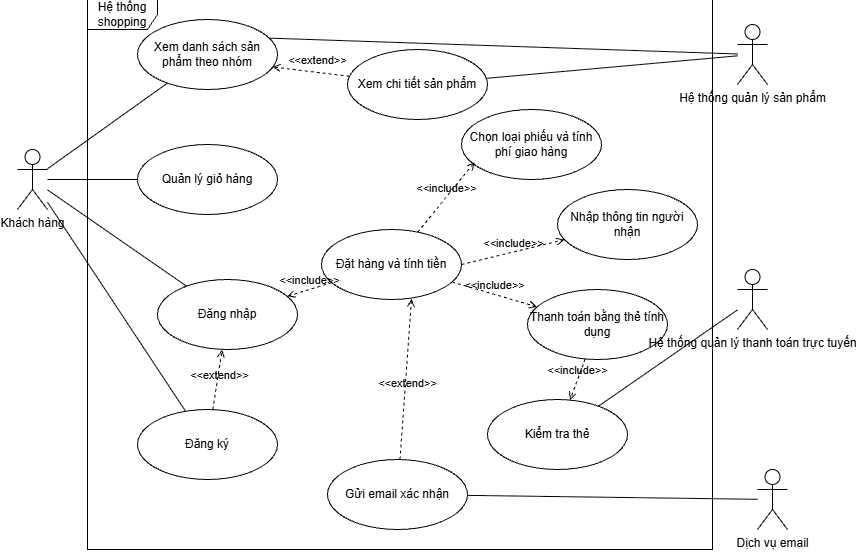 Hệ thống
shopping
Xem danh sách sản
phẩm theo nhóm
<<extend>>
Xem chi tiết sản phẩm
Hệ thống quản lý sản phẩm
Chọn loại phiếu và tính
phí giao hàng
<<include>>
Quản lý giỏ hàng
Khách hàng
Nhập thông tin người
nhận
<<include>>
Đặt hàng và tính tiền
<<include>>
<<include>>
Đăng nhập
Thanh toán bằng thẻ tính
dụng
Hệ thống quản lý thanh toán trực tuyến
<<include>>
<<extend>>
<<extend>>
Kiểm tra thẻ
Đăng ký
Gửi email xác nhận
Dịch vụ email